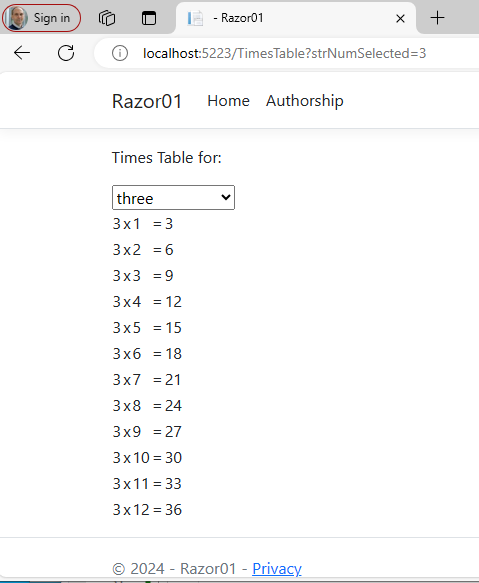 Sign in
- Razor01
localhost:5223/TimesTable?strNumSelected=3
Razor01 Home Authorship
Times Table for:
three
3 x 1 = 3
3 x 2 = 6
3 x 3 = 9
3 x 4 = 12
3 x 5 = 15
3 x 6 = 18
3 x 7 = 21
3 x 8 = 24
3 x 9 = 27
3 x 10 = 30
3 x 11 = 33
3 x 12 = 36
© 2024 - Razor01 - Privacy